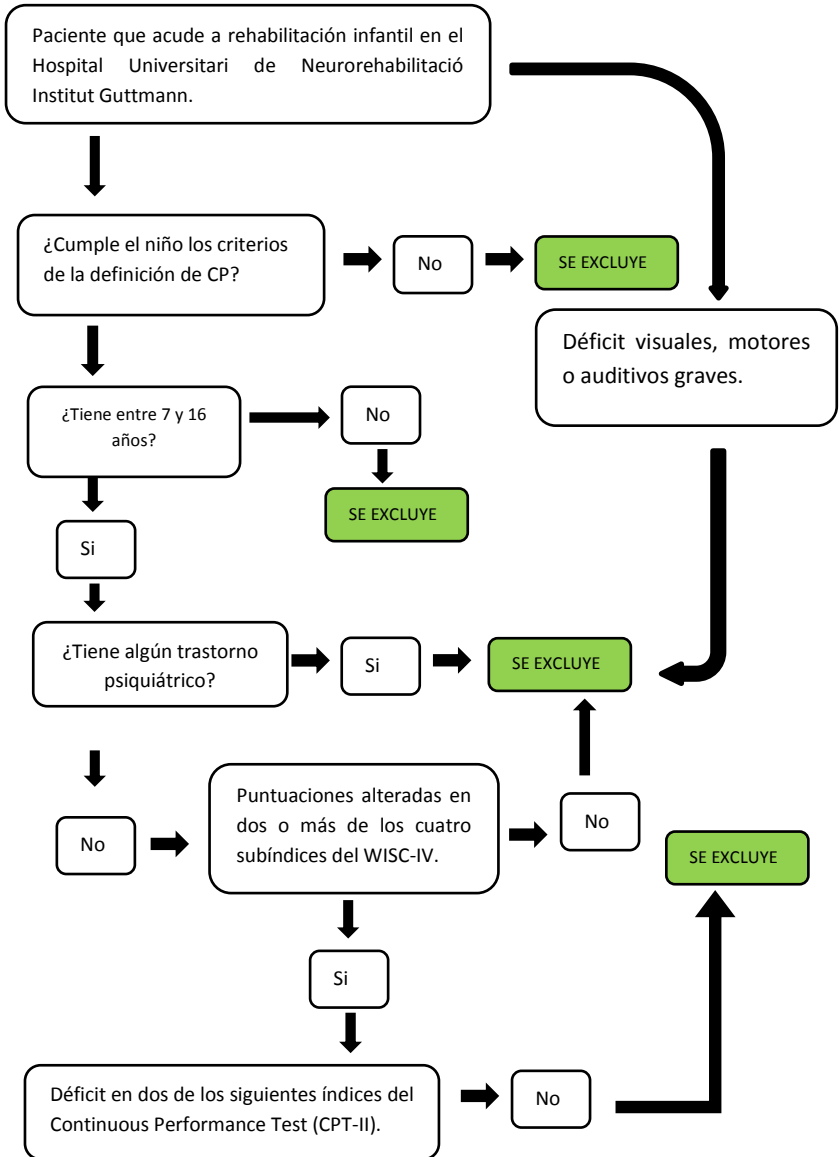 Paciente que acude a rehabilitación infantil en el
Hospital Universitari de Neurorehabilitació
Institut Guttmann.
¿Cumple el niño los criterios
de la definición de CP?
No
SE EXCLUYE
Déficit visuales, motores
o auditivos graves.
¿Tiene entre 7 y 16
años?
No
SE EXCLUYE
Si
¿Tiene algún trastorno
psiquiátrico?
Si
SE EXCLUYE
No
Puntuaciones alteradas en
dos o más de los cuatro
subíndices del WISC-IV.
No
SE EXCLUYE
Si
Déficit en dos de los siguientes índices del
Continuous Performance Test (CPT-II).
No